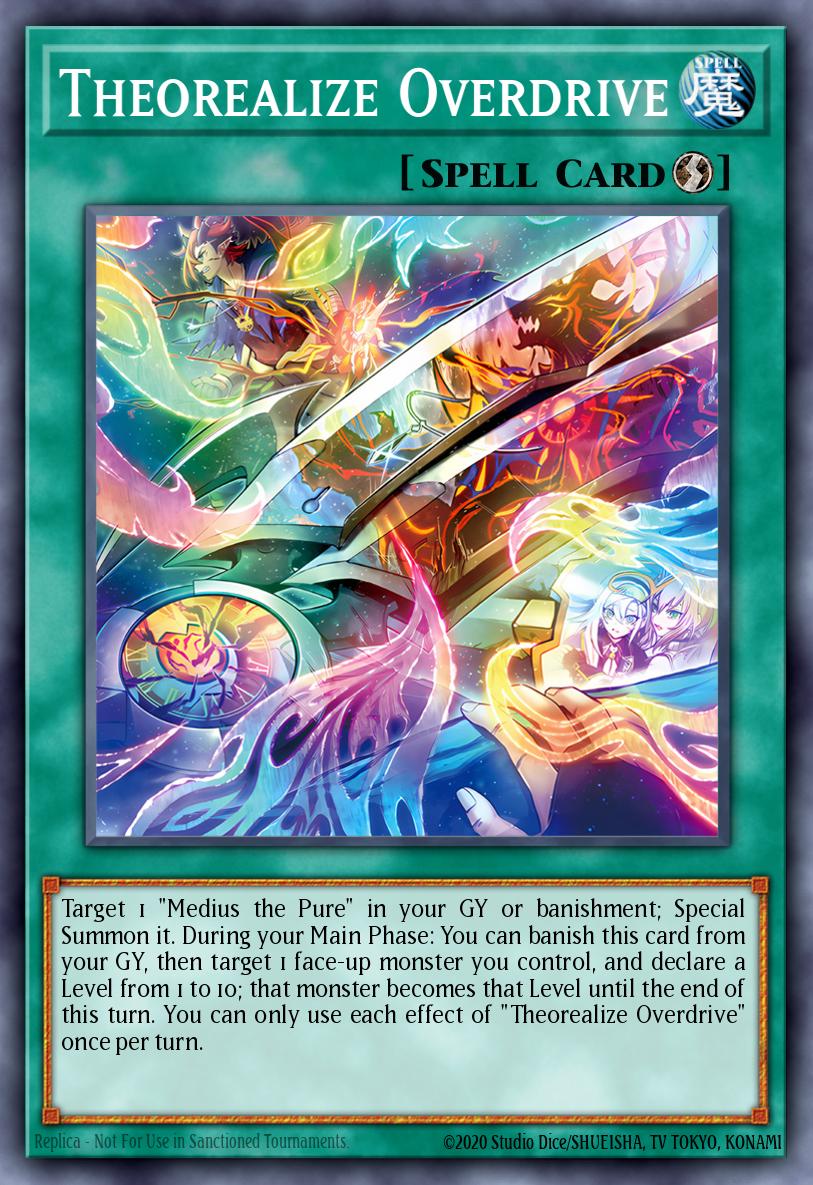 THEOREALIZE OVERDRIVE
SPELL
魔
[SPELL CARD]
Target 1 "Medius the Pure" in your GY or banishment; Special
Summon it. During your Main Phase: You can banish this card from
your GY, then target 1 face-up monster you control, and declare a
Level from 1 to 10; that monster becomes that Level until the end of
this turn. You can only use each effect of "Theorealize Overdrive"
once per turn.
Replica - Not For Use in Sanctioned Tournaments.
©2020 Studio Dice/SHUEISHA, TV TOKYO, KONAMI